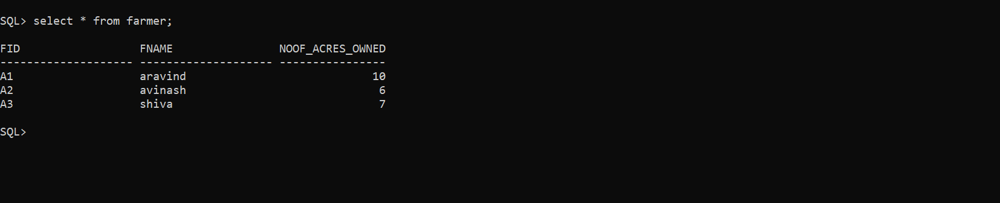 SQL> select * from farmer;
FID                  FNAME                NOOF_ACRES_OWNED
-------------------- -------------------- ----------------
A1                   aravind                            10
A2                   avinash                             6
A3                   shiva                               7
SQL>